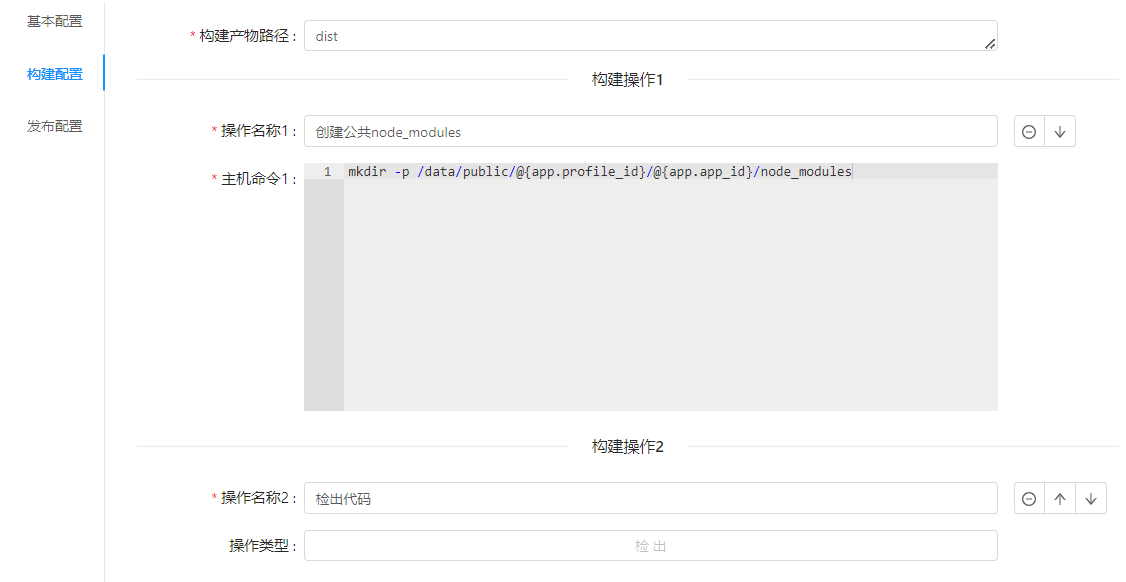 基本配置
构建配置
发布配置
* 构建产物路径 : dist
构建操作1
* 操作名称1 : 创建公共node_modules
* 主机命令1 : 1 mkdir -p /data/public/@{app.profile_id}/@{app.app_id}/node_modules
构建操作2
* 操作名称2 : 检出代码
操作类型 : 检 出